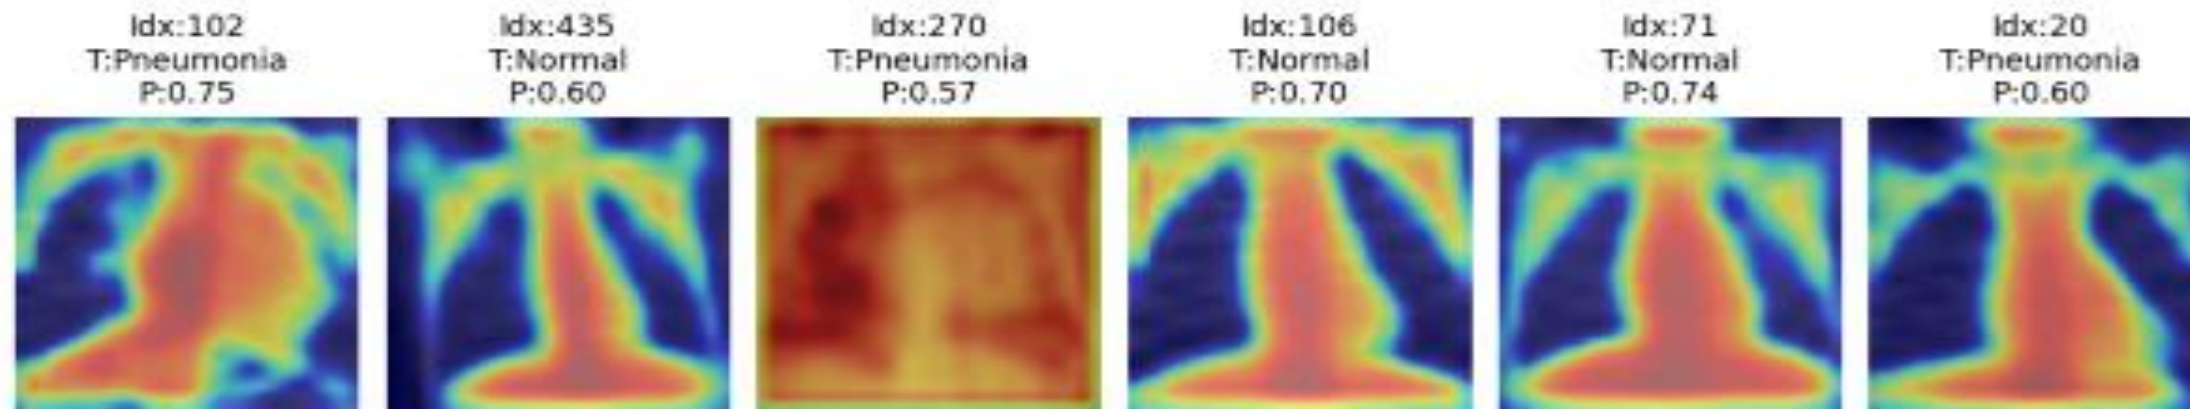 Idx:102
T:Pneumonia
P:0.75
Idx:435
T:Normal
P:0.60
Idx:270
T:Pneumonia
P:0.57
Idx:106
T:Normal
P:0.70
Idx:71
T:Normal
P:0.74
Idx:20
T:Pneumonia
P:0.60